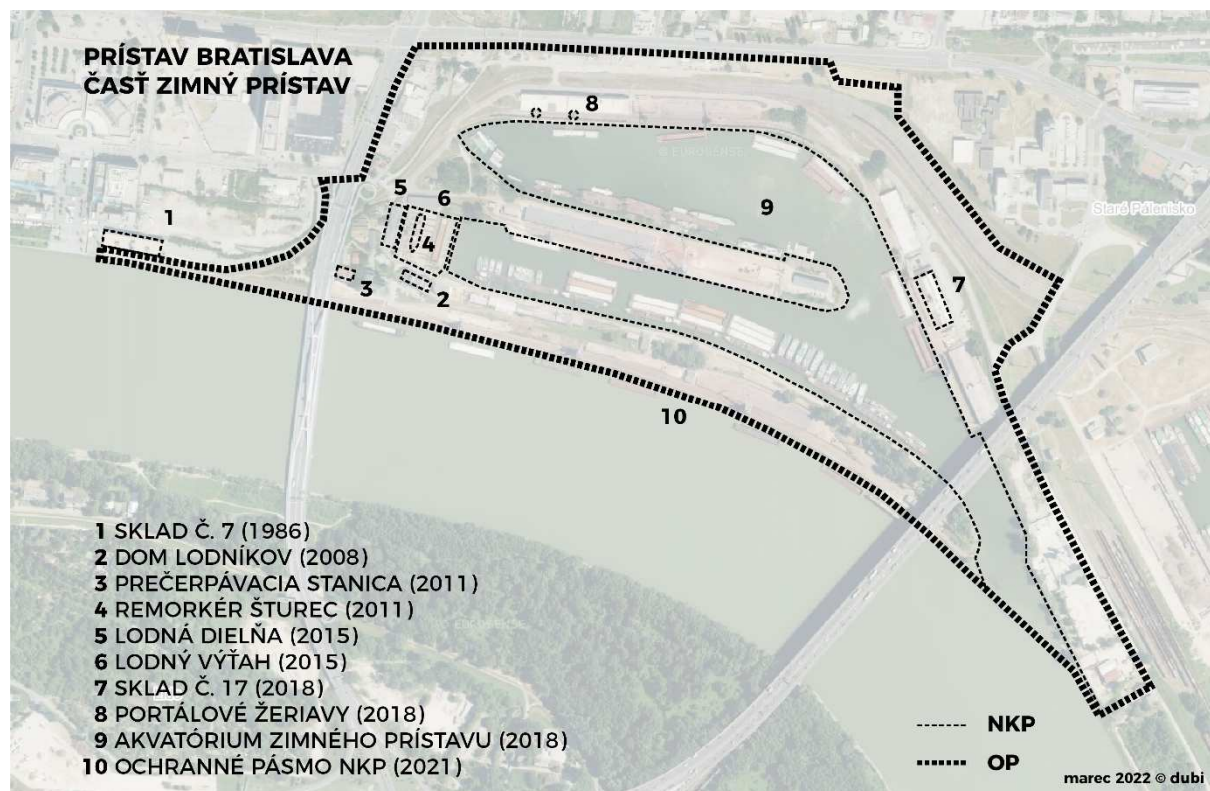 PRÍSTAV BRATISLAVA
ČASŤ ZIMNÝ PRÍSTAV
8
© EUROSENSE
5
6
9
1
Staré Pálenisko
4
7
3
2
10
1 SKLAD Č. 7 (1986)
2 DOM LODNÍKOV (2008)
3 PREČERPÁVACIA STANICA (2011)
4 REMORKÉR ŠTUREC (2011)
5 LODNÁ DIELŇA (2015)
6 LODNÝ VÝŤAH (2015)
7 SKLAD Č. 17 (2018)
8 PORTÁLOVÉ ŽERIAVY (2018)
9 AKVATÓRIUM ZIMNÉHO PRÍSTAVU (2018)
10 OCHRANNÉ PÁSMO NKP (2021)
NKP
OP
marec 2022 © dubi